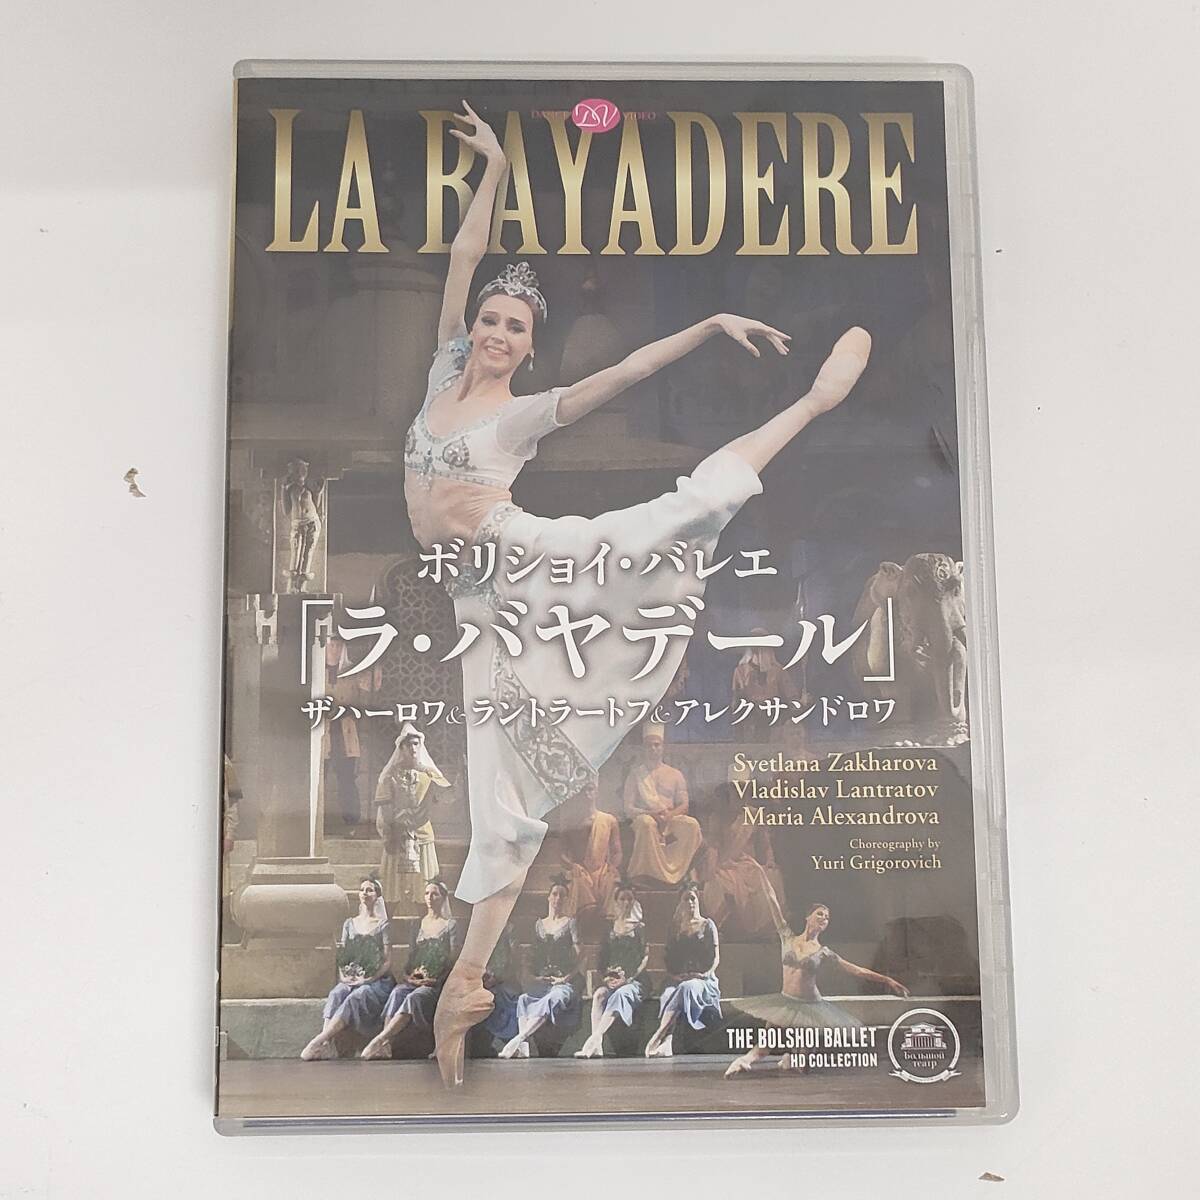 DANCE DV VIDEO
LA BAYADERE
ボリショイ・バレエ
「ラ・バヤデール」
ザハーロワ&ラントラートフ&アレクサンドロワ
Svetlana Zakharova
Vladislav Lantratov
Maria Alexandrova
Choreography by
Yuri Grigorovich
THE BOLSHOI BALLET
HD COLLECTION
Большой
театр